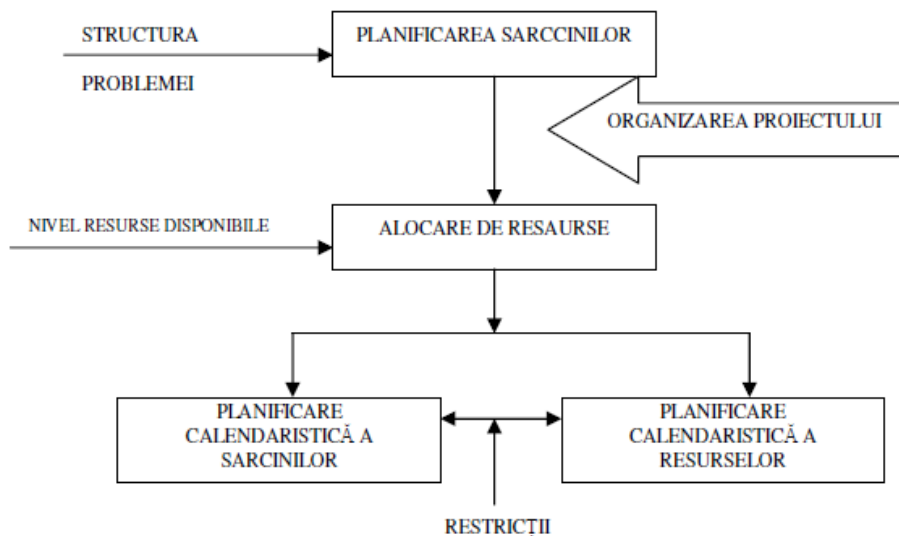 STRUCTURA
PROBLEMEI
PLANIFICAREA SARCCINILOR
ORGANIZAREA PROIECTULUI
NIVEL RESURSE DISPONIBILE
ALOCARE DE RESAURSE
PLANIFICARE
CALENDARISTICĂ A
SARCINILOR
PLANIFICARE
CALENDARISTICĂ A
RESURSELOR
RESTRICȚII